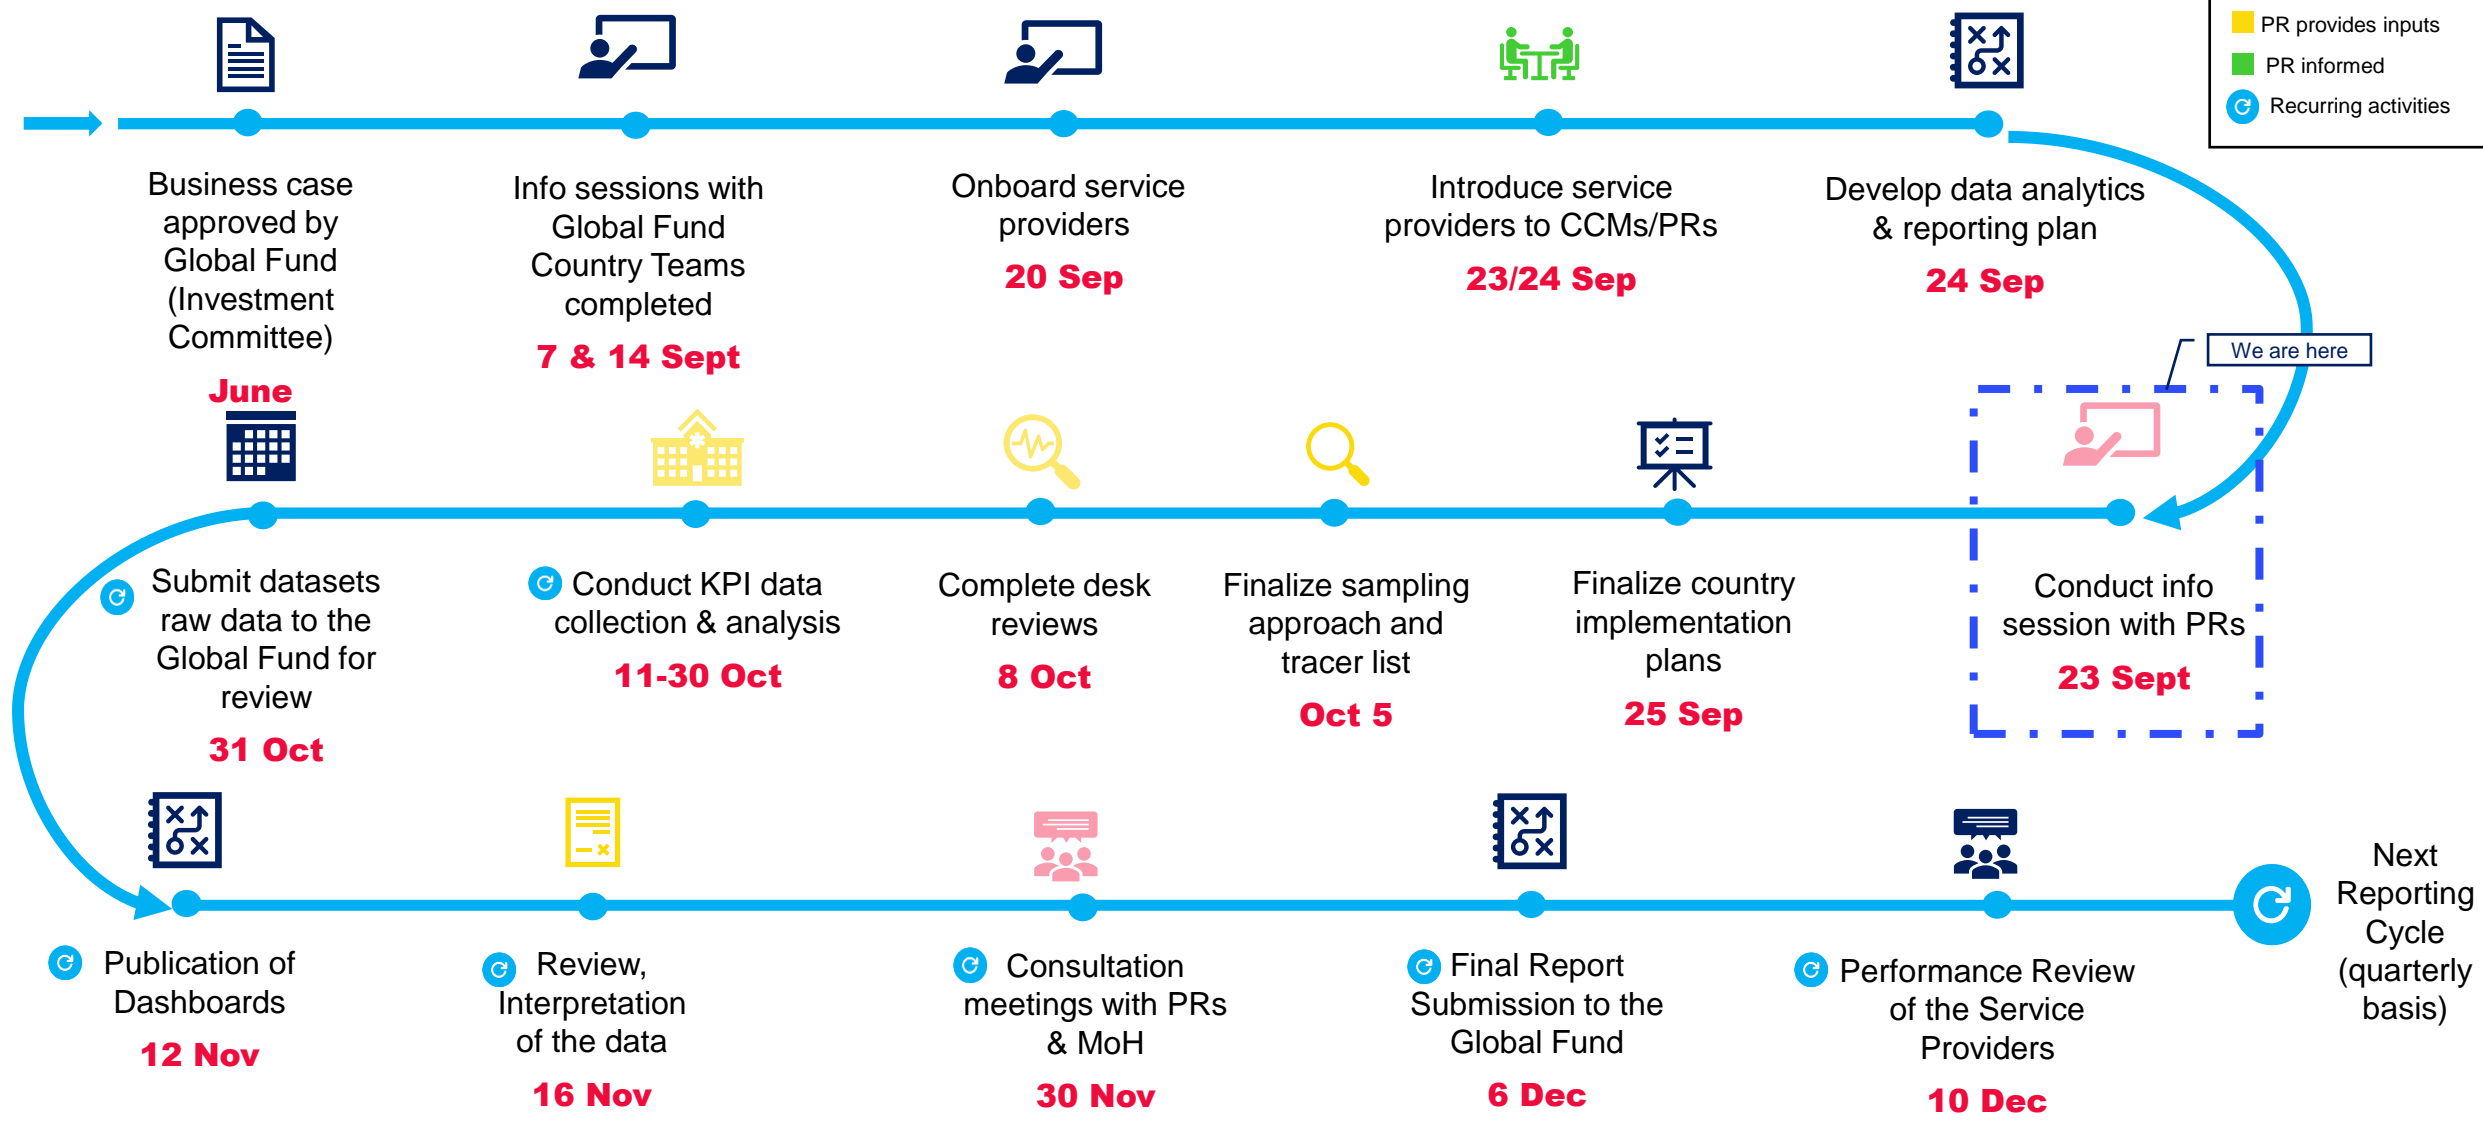 PR provides inputs
PR informed
Recurring activities
Business case
approved by
Global Fund
(Investment
Committee)
June
Info sessions with
Global Fund
Country Teams
completed
7 & 14 Sept
Onboard service
providers
20 Sep
Introduce service
providers to CCMs/PRs
23/24 Sep
Develop data analytics
& reporting plan
24 Sep
We are here
Conduct info
session with PRs
23 Sept
Finalize country
implementation
plans
25 Sep
Finalize sampling
approach and
tracer list
Oct 5
Complete desk
reviews
8 Oct
Conduct KPI data
collection & analysis
11-30 Oct
Submit datasets
raw data to the
Global Fund for
review
31 Oct
Publication of
Dashboards
12 Nov
Review,
Interpretation
of the data
16 Nov
Consultation
meetings with PRs
& MoH
30 Nov
Final Report
Submission to the
Global Fund
6 Dec
Performance Review
of the Service
Providers
10 Dec
Next
Reporting
Cycle
(quarterly
basis)